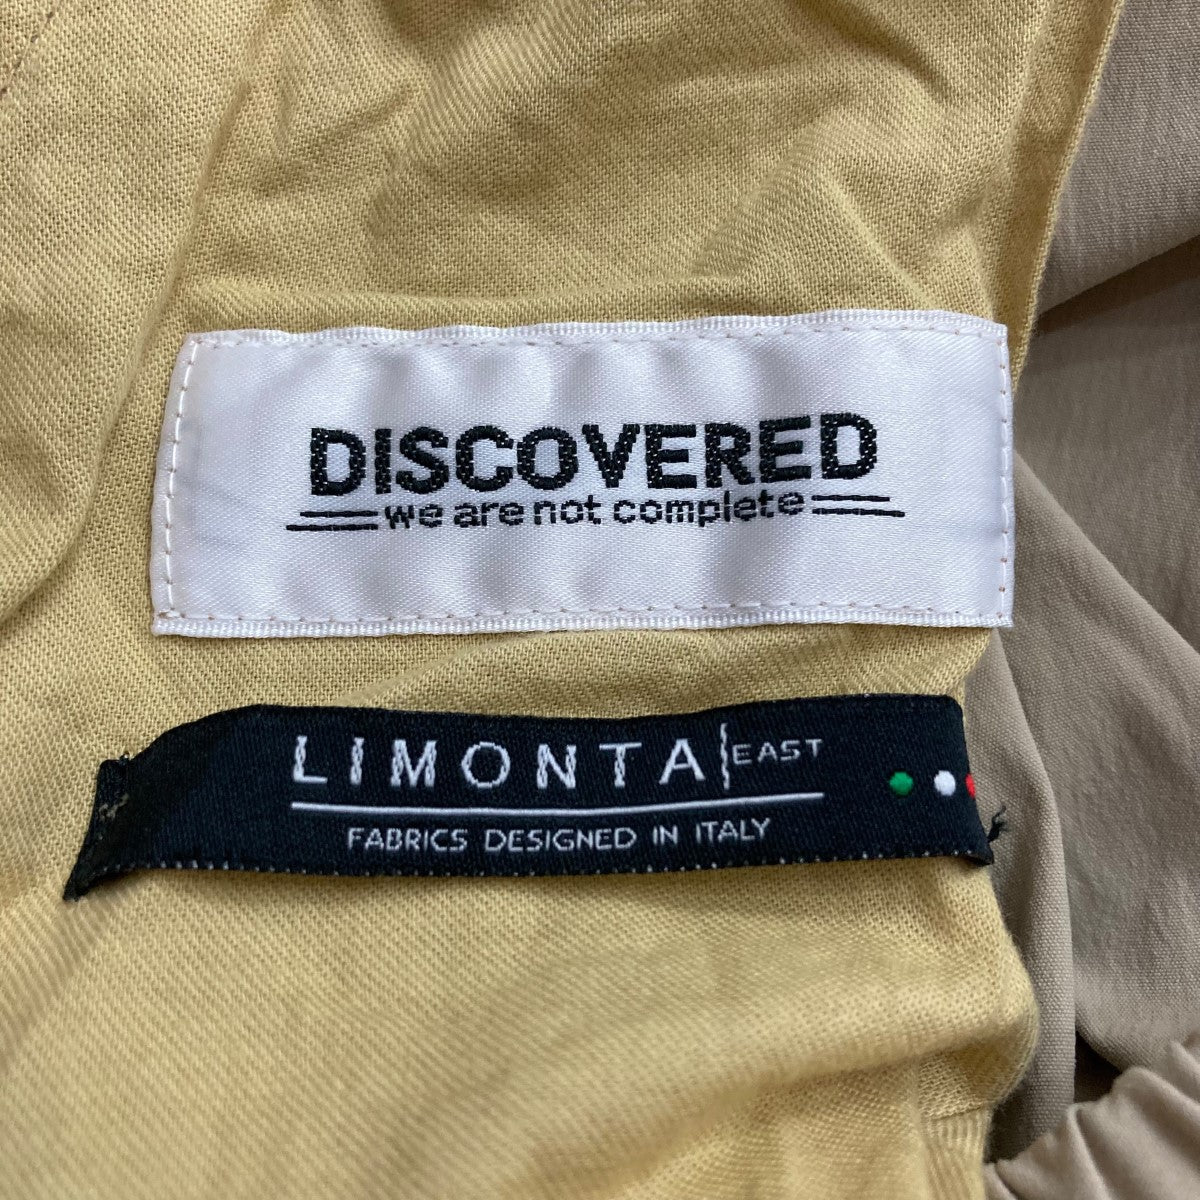 DISCOVERED
we are not complete
LIMONTA|EAST
FABRICS DESIGNED IN ITALY